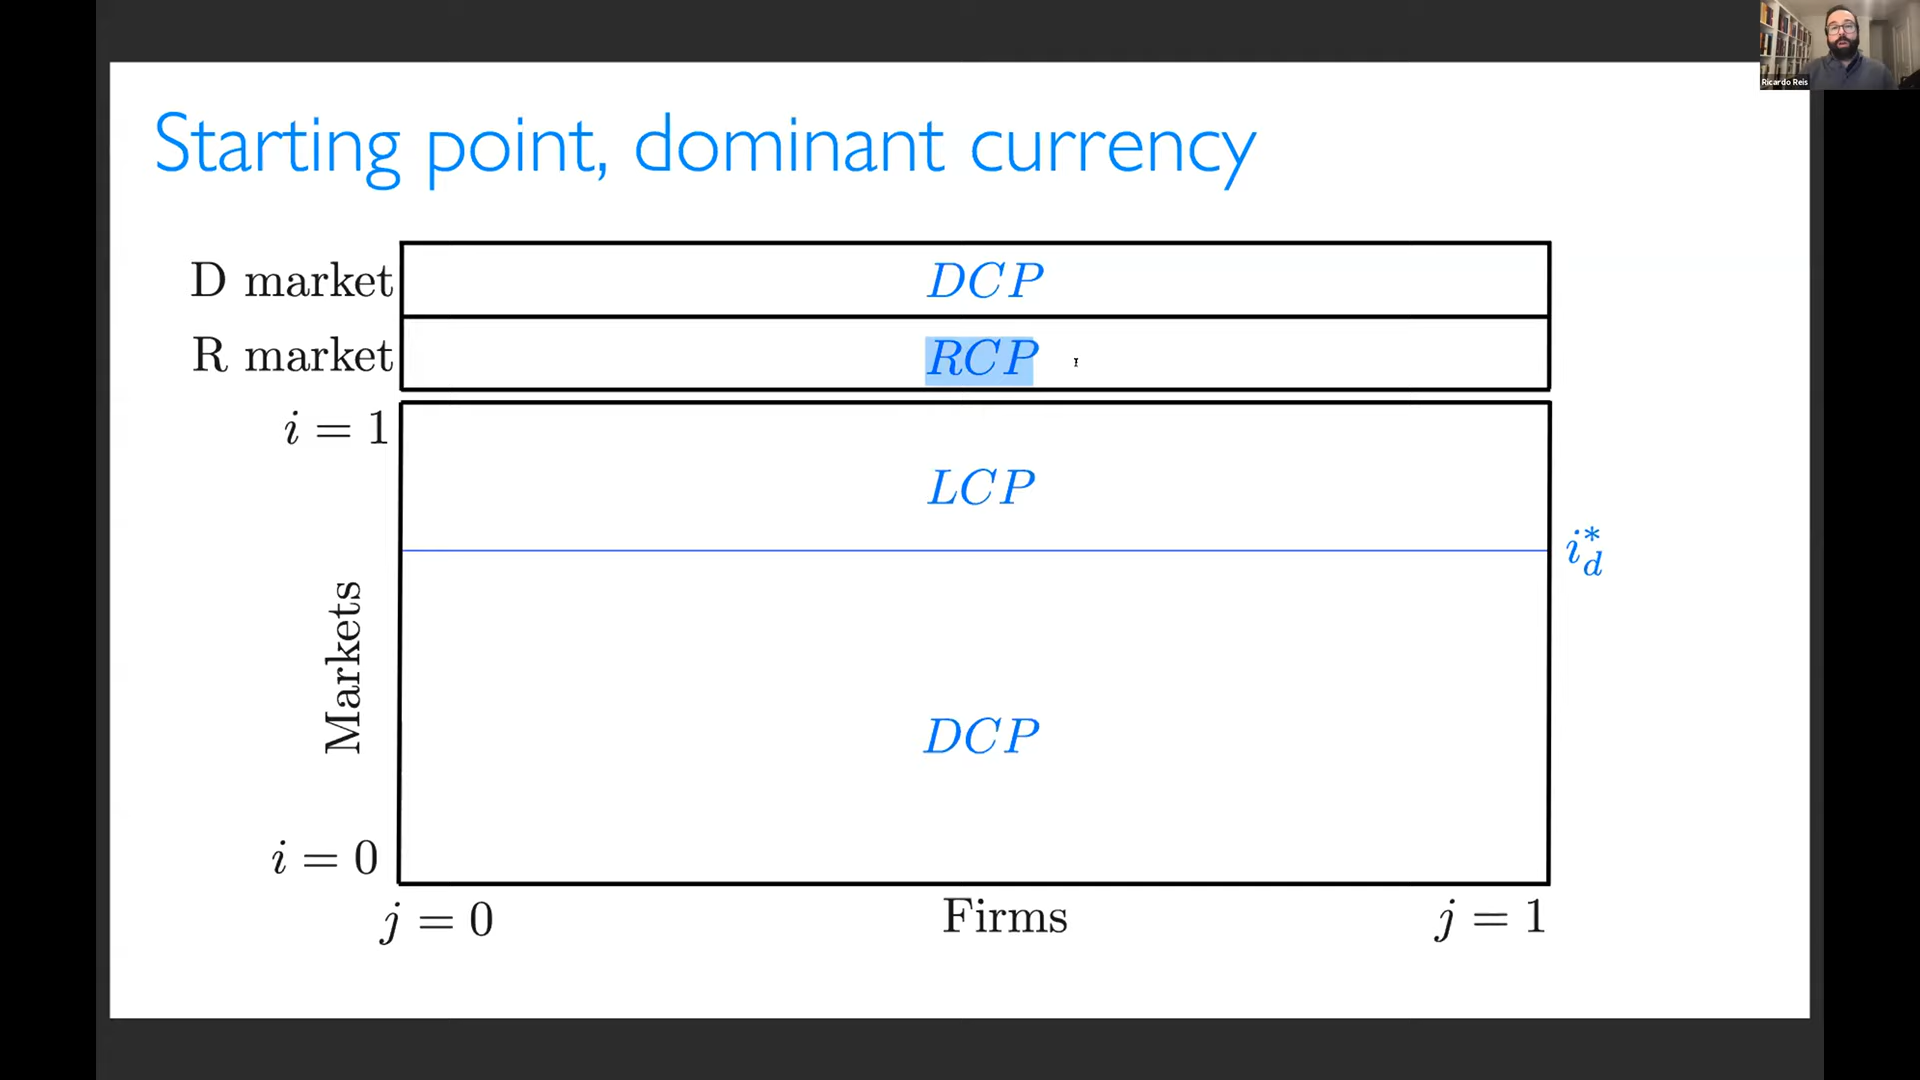 Ricardo Reis
Starting point, dominant currency
D market DCP
R market RCP
i = 1
LCP
i*_d
Markets
DCP
i = 0
j = 0 Firms j = 1